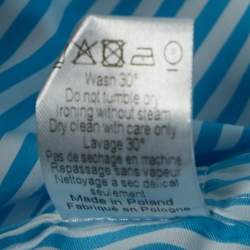 Wash 30°
Do not tumble dry
Ironing without steam
Dry clean with care only
Lavage 30°
Pas de sechage en machine
Repassage sans vapeur
Nettoyage a sec délicat
seulement
Made in Poland
Fabriqué en Pologne